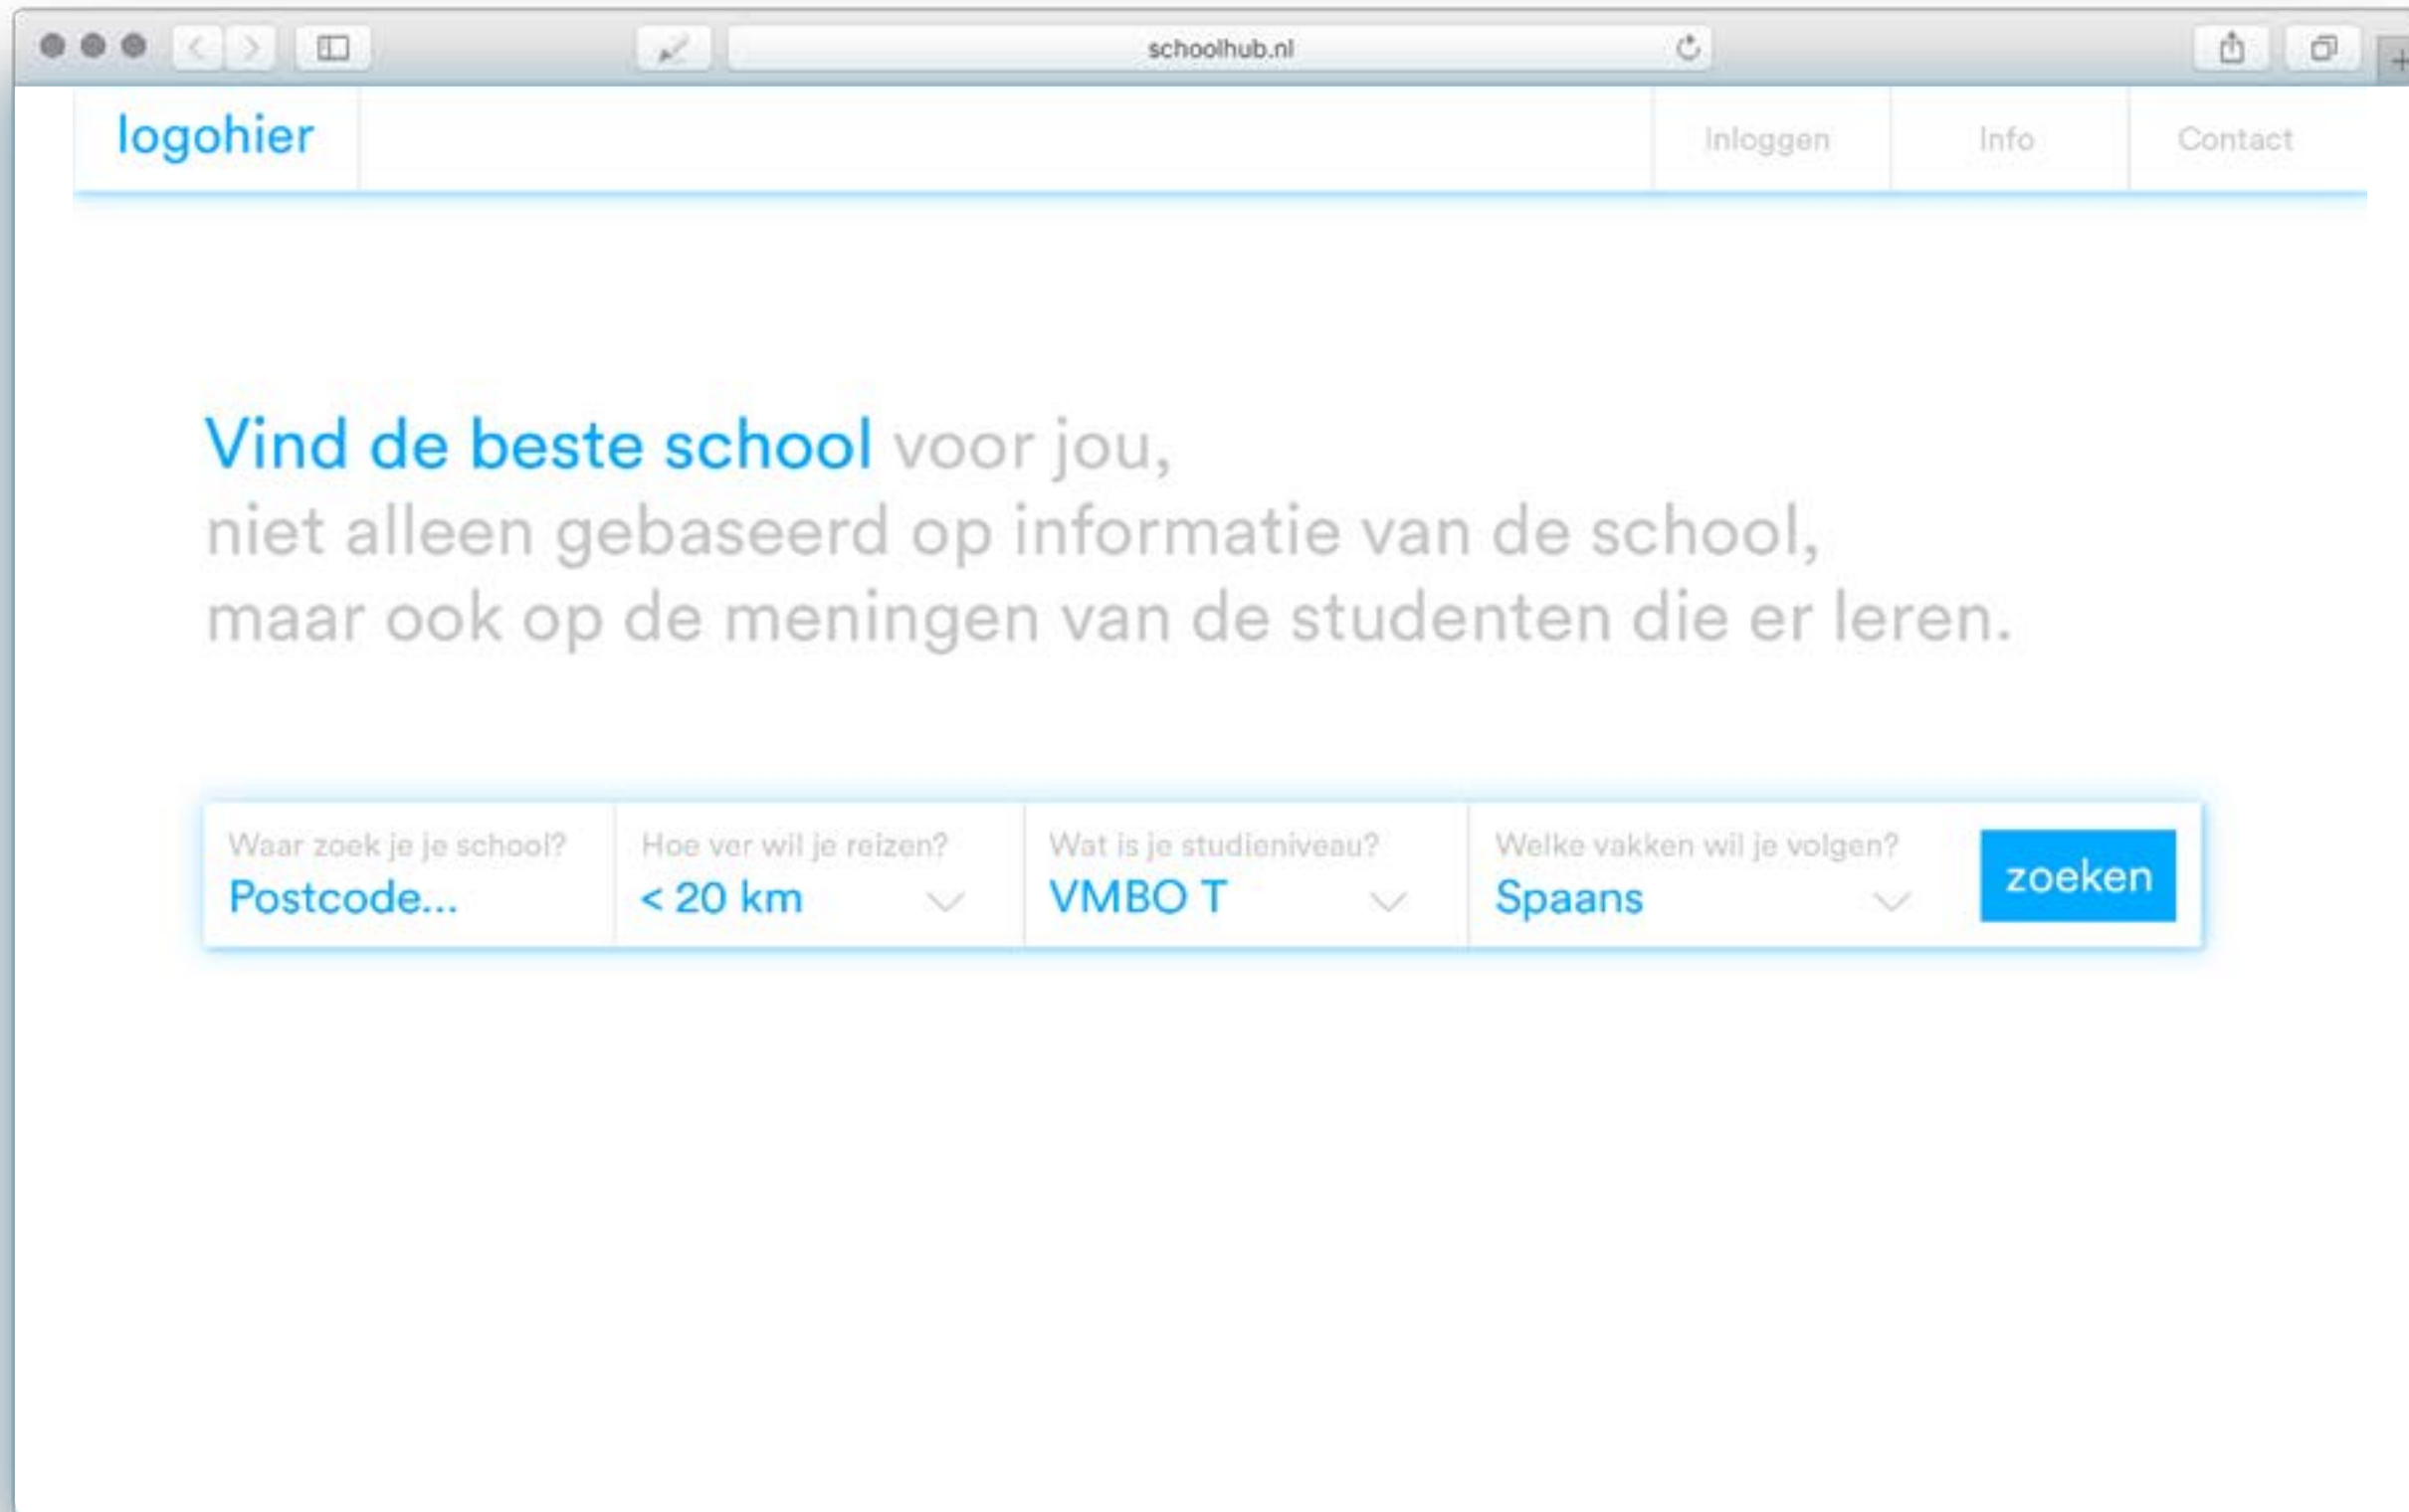 schoolhub.nl
logohier
Inloggen
Info
Contact
Vind de beste school voor jou,
niet alleen gebaseerd op informatie van de school,
maar ook op de meningen van de studenten die er leren.
Waar zoek je je school?
Postcode...
Hoe ver wil je reizen?
< 20 km
Wat is je studieniveau?
VMBO T
Welke vakken wil je volgen?
Spaans
zoeken